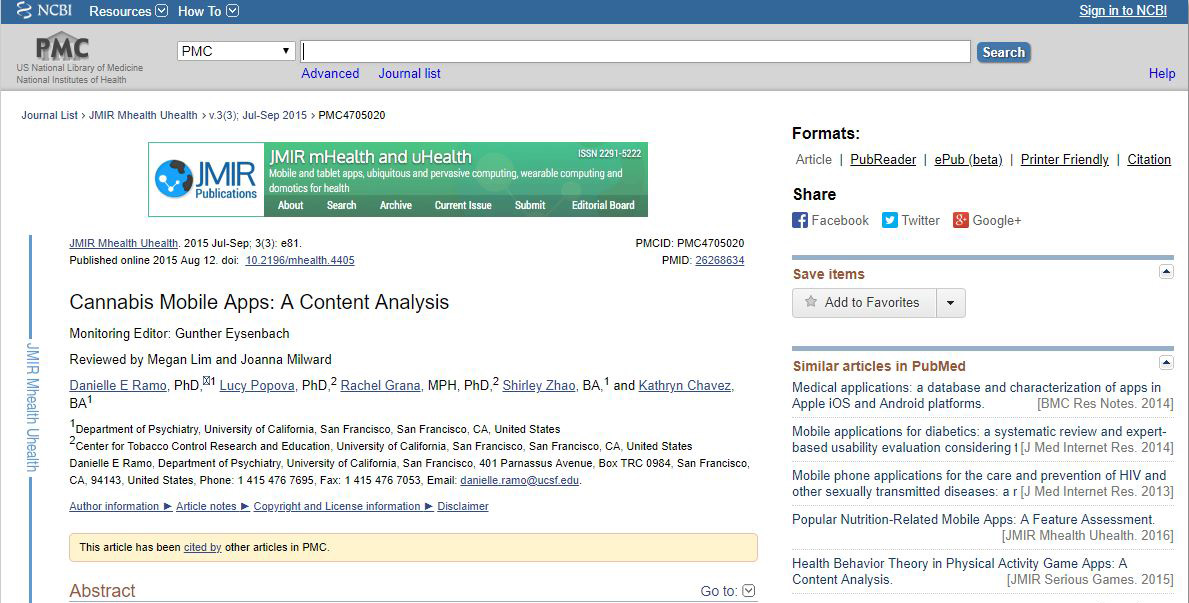 NCBI Resources How To Sign in to NCBI
PMC
US National Library of Medicine
National Institutes of Health
PMC Search
Advanced Journal list Help
Journal List > JMIR Mhealth Uhealth > v.3(3); Jul-Sep 2015 > PMC4705020
JMIR Publications
JMIR mHealth and uHealth ISSN 2291-5222
Mobile and tablet apps, ubiquitous and pervasive computing, wearable computing and
domotics for health
About Search Archive Current Issue Submit Editorial Board
JMIR Mhealth Uhealth
JMIR Mhealth Uhealth. 2015 Jul-Sep; 3(3): e81. PMCID: PMC4705020
Published online 2015 Aug 12. doi: 10.2196/mhealth.4405 PMID: 26268634
Cannabis Mobile Apps: A Content Analysis
Monitoring Editor: Gunther Eysenbach
Reviewed by Megan Lim and Joanna Milward
Danielle E Ramo, PhD,✉1 Lucy Popova, PhD,2 Rachel Grana, MPH, PhD,2 Shirley Zhao, BA,1 and Kathryn Chavez,
BA1
1Department of Psychiatry, University of California, San Francisco, San Francisco, CA, United States
2Center for Tobacco Control Research and Education, University of California, San Francisco, San Francisco, CA, United States
Danielle E Ramo, Department of Psychiatry, University of California, San Francisco, 401 Parnassus Avenue, Box TRC 0984, San Francisco,
CA, 94143, United States, Phone: 1 415 476 7695, Fax: 1 415 476 7053, Email: danielle.ramo@ucsf.edu.
Author information ► Article notes ► Copyright and License information ► Disclaimer
This article has been cited by other articles in PMC.
Abstract Go to:
Formats:
Article | PubReader | ePub (beta) | Printer Friendly | Citation
Share
Facebook Twitter Google+
Save items
Add to Favorites
Similar articles in PubMed
Medical applications: a database and characterization of apps in
Apple iOS and Android platforms. [BMC Res Notes. 2014]
Mobile applications for diabetics: a systematic review and expert-
based usability evaluation considering t [J Med Internet Res. 2014]
Mobile phone applications for the care and prevention of HIV and
other sexually transmitted diseases: a r [J Med Internet Res. 2013]
Popular Nutrition-Related Mobile Apps: A Feature Assessment.
[JMIR Mhealth Uhealth. 2016]
Health Behavior Theory in Physical Activity Game Apps: A
Content Analysis. [JMIR Serious Games. 2015]